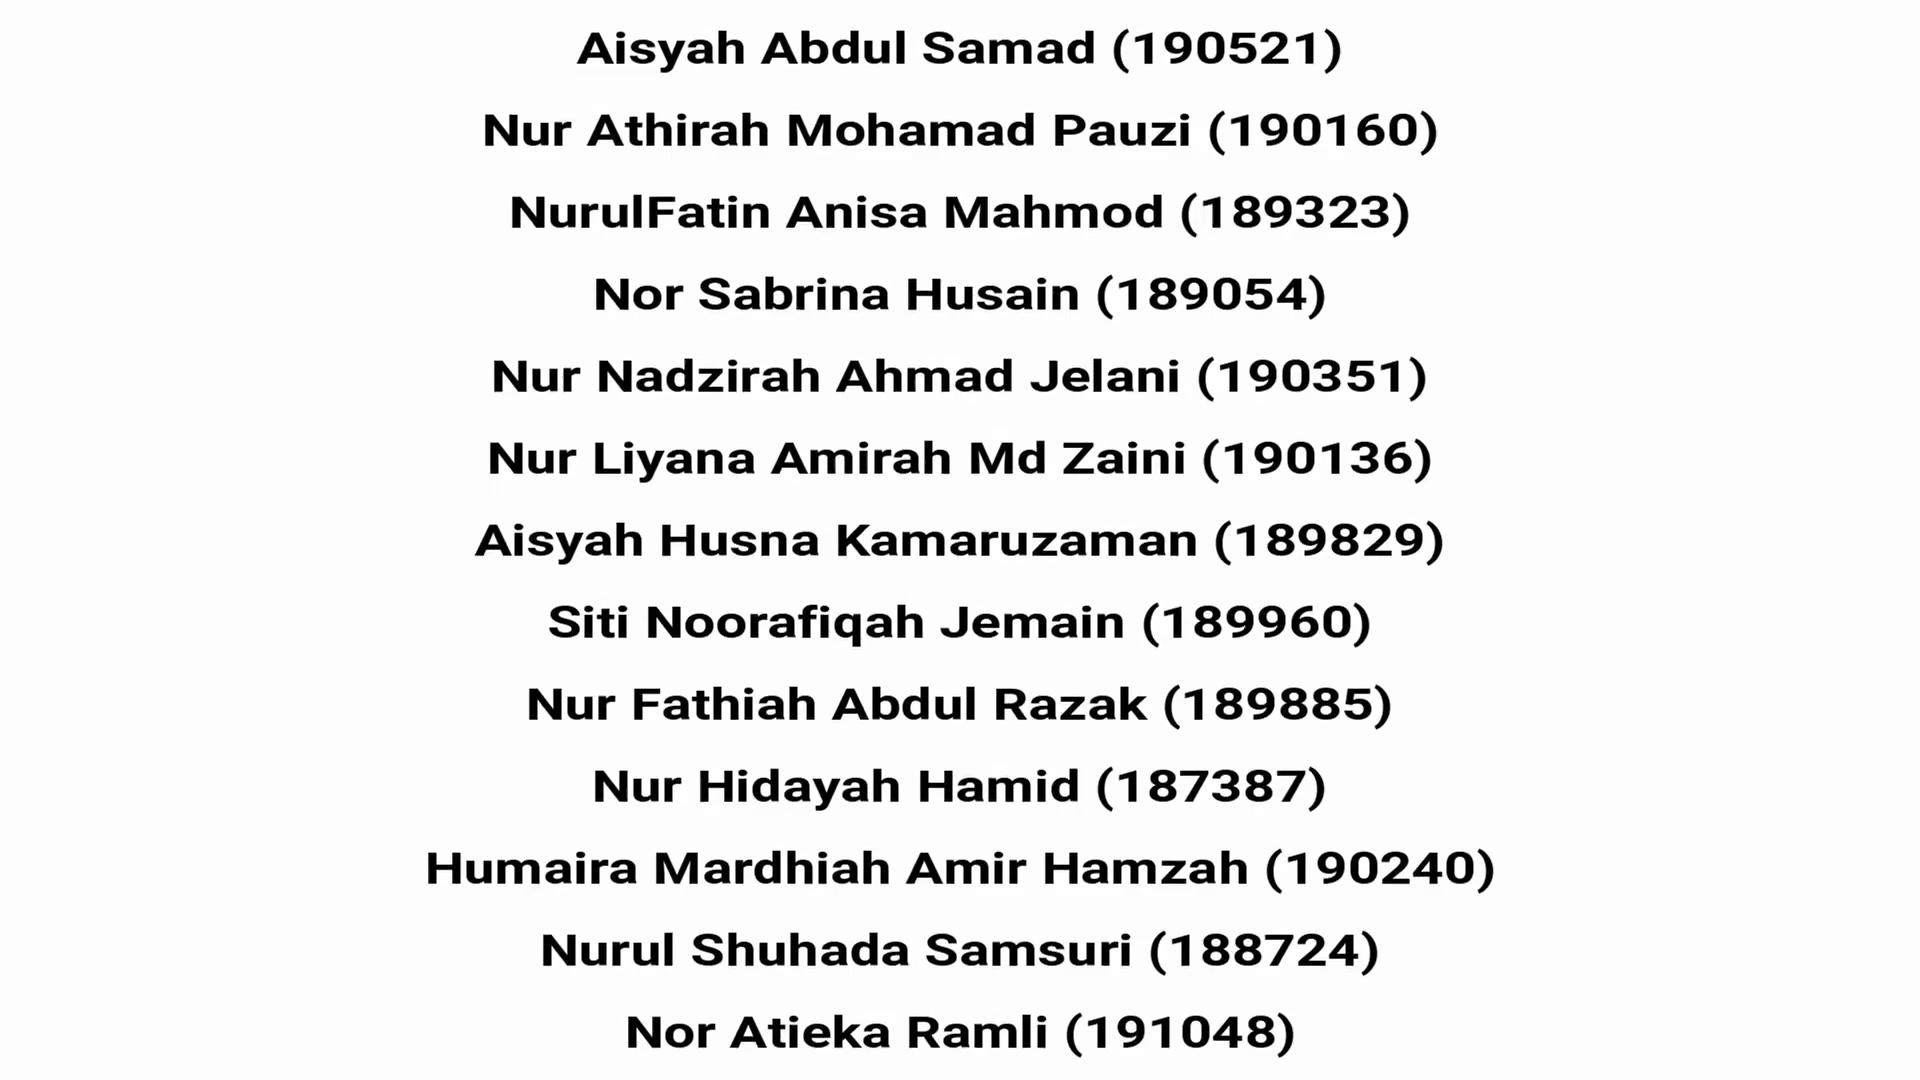 Aisyah Abdul Samad (190521)
Nur Athirah Mohamad Pauzi (190160)
NurulFatin Anisa Mahmod (189323)
Nor Sabrina Husain (189054)
Nur Nadzirah Ahmad Jelani (190351)
Nur Liyana Amirah Md Zaini (190136)
Aisyah Husna Kamaruzaman (189829)
Siti Noorafiqah Jemain (189960)
Nur Fathiah Abdul Razak (189885)
Nur Hidayah Hamid (187387)
Humaira Mardhiah Amir Hamzah (190240)
Nurul Shuhada Samsuri (188724)
Nor Atieka Ramli (191048)